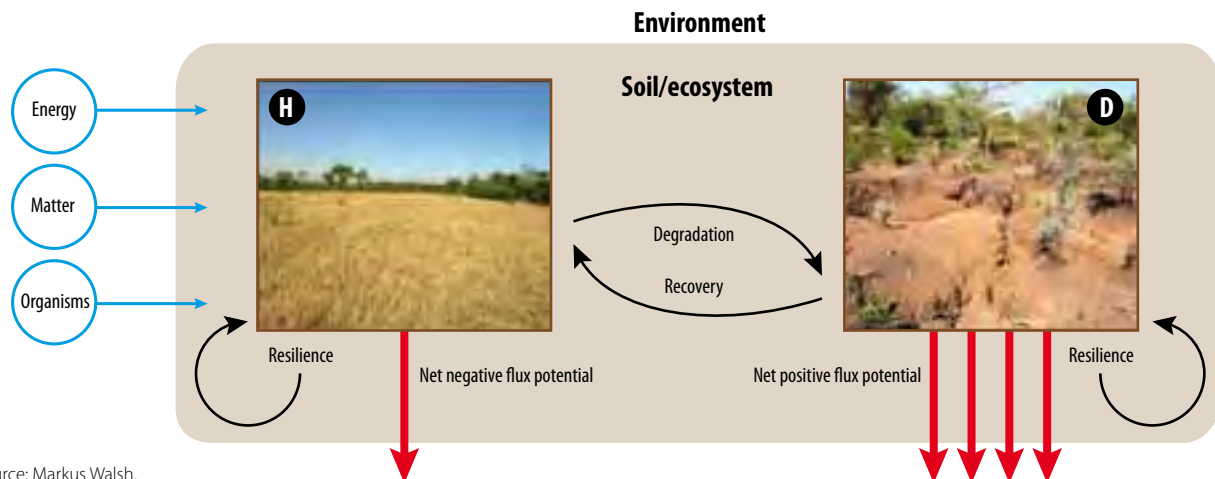 Environment
Soil/ecosystem
Energy
Matter
Organisms
H
D
Degradation
Recovery
Resilience
Net negative flux potential
Net positive flux potential
Resilience
urce: Markus Walsh.